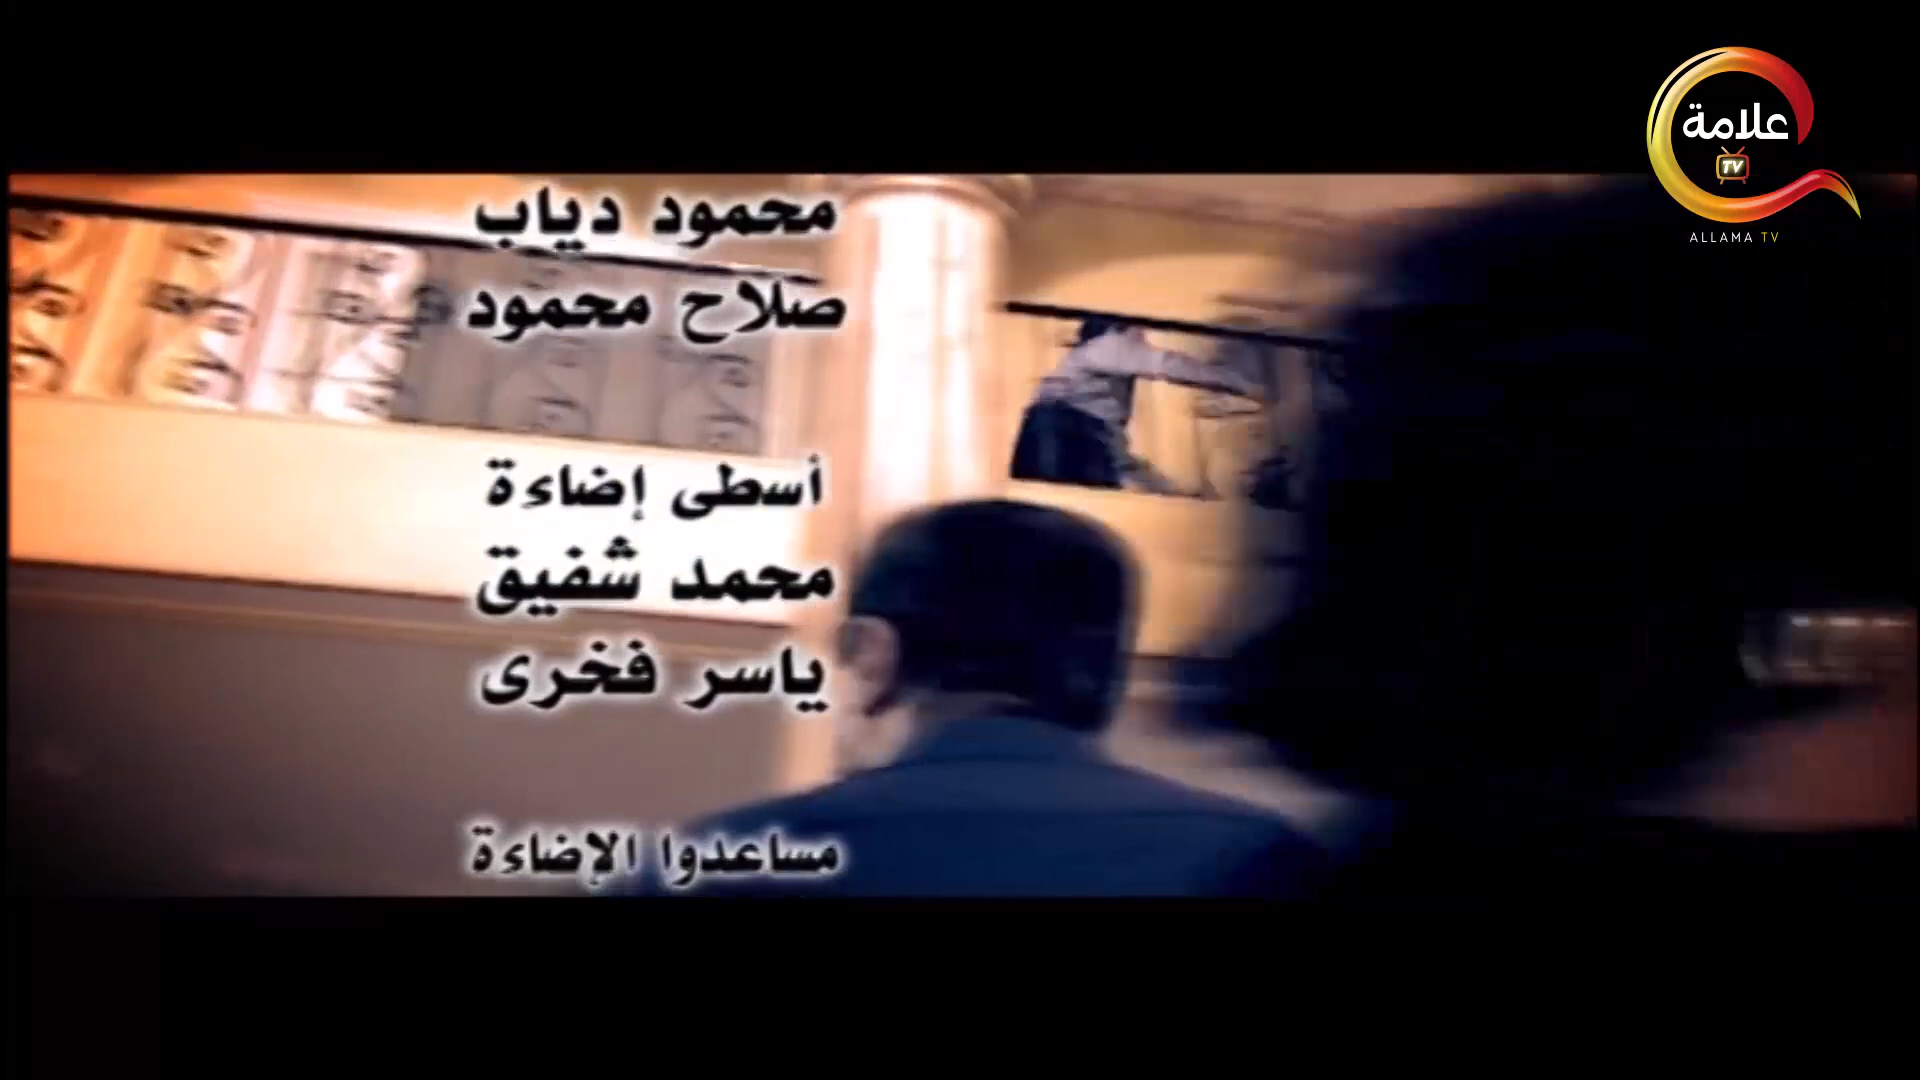 علامة
TV
ALLAMA TV
محمود دياب
صلاح محمود
أسطى إضاءة
محمد شفيق
ياسر فخرى
مساعدوا الإضاءة